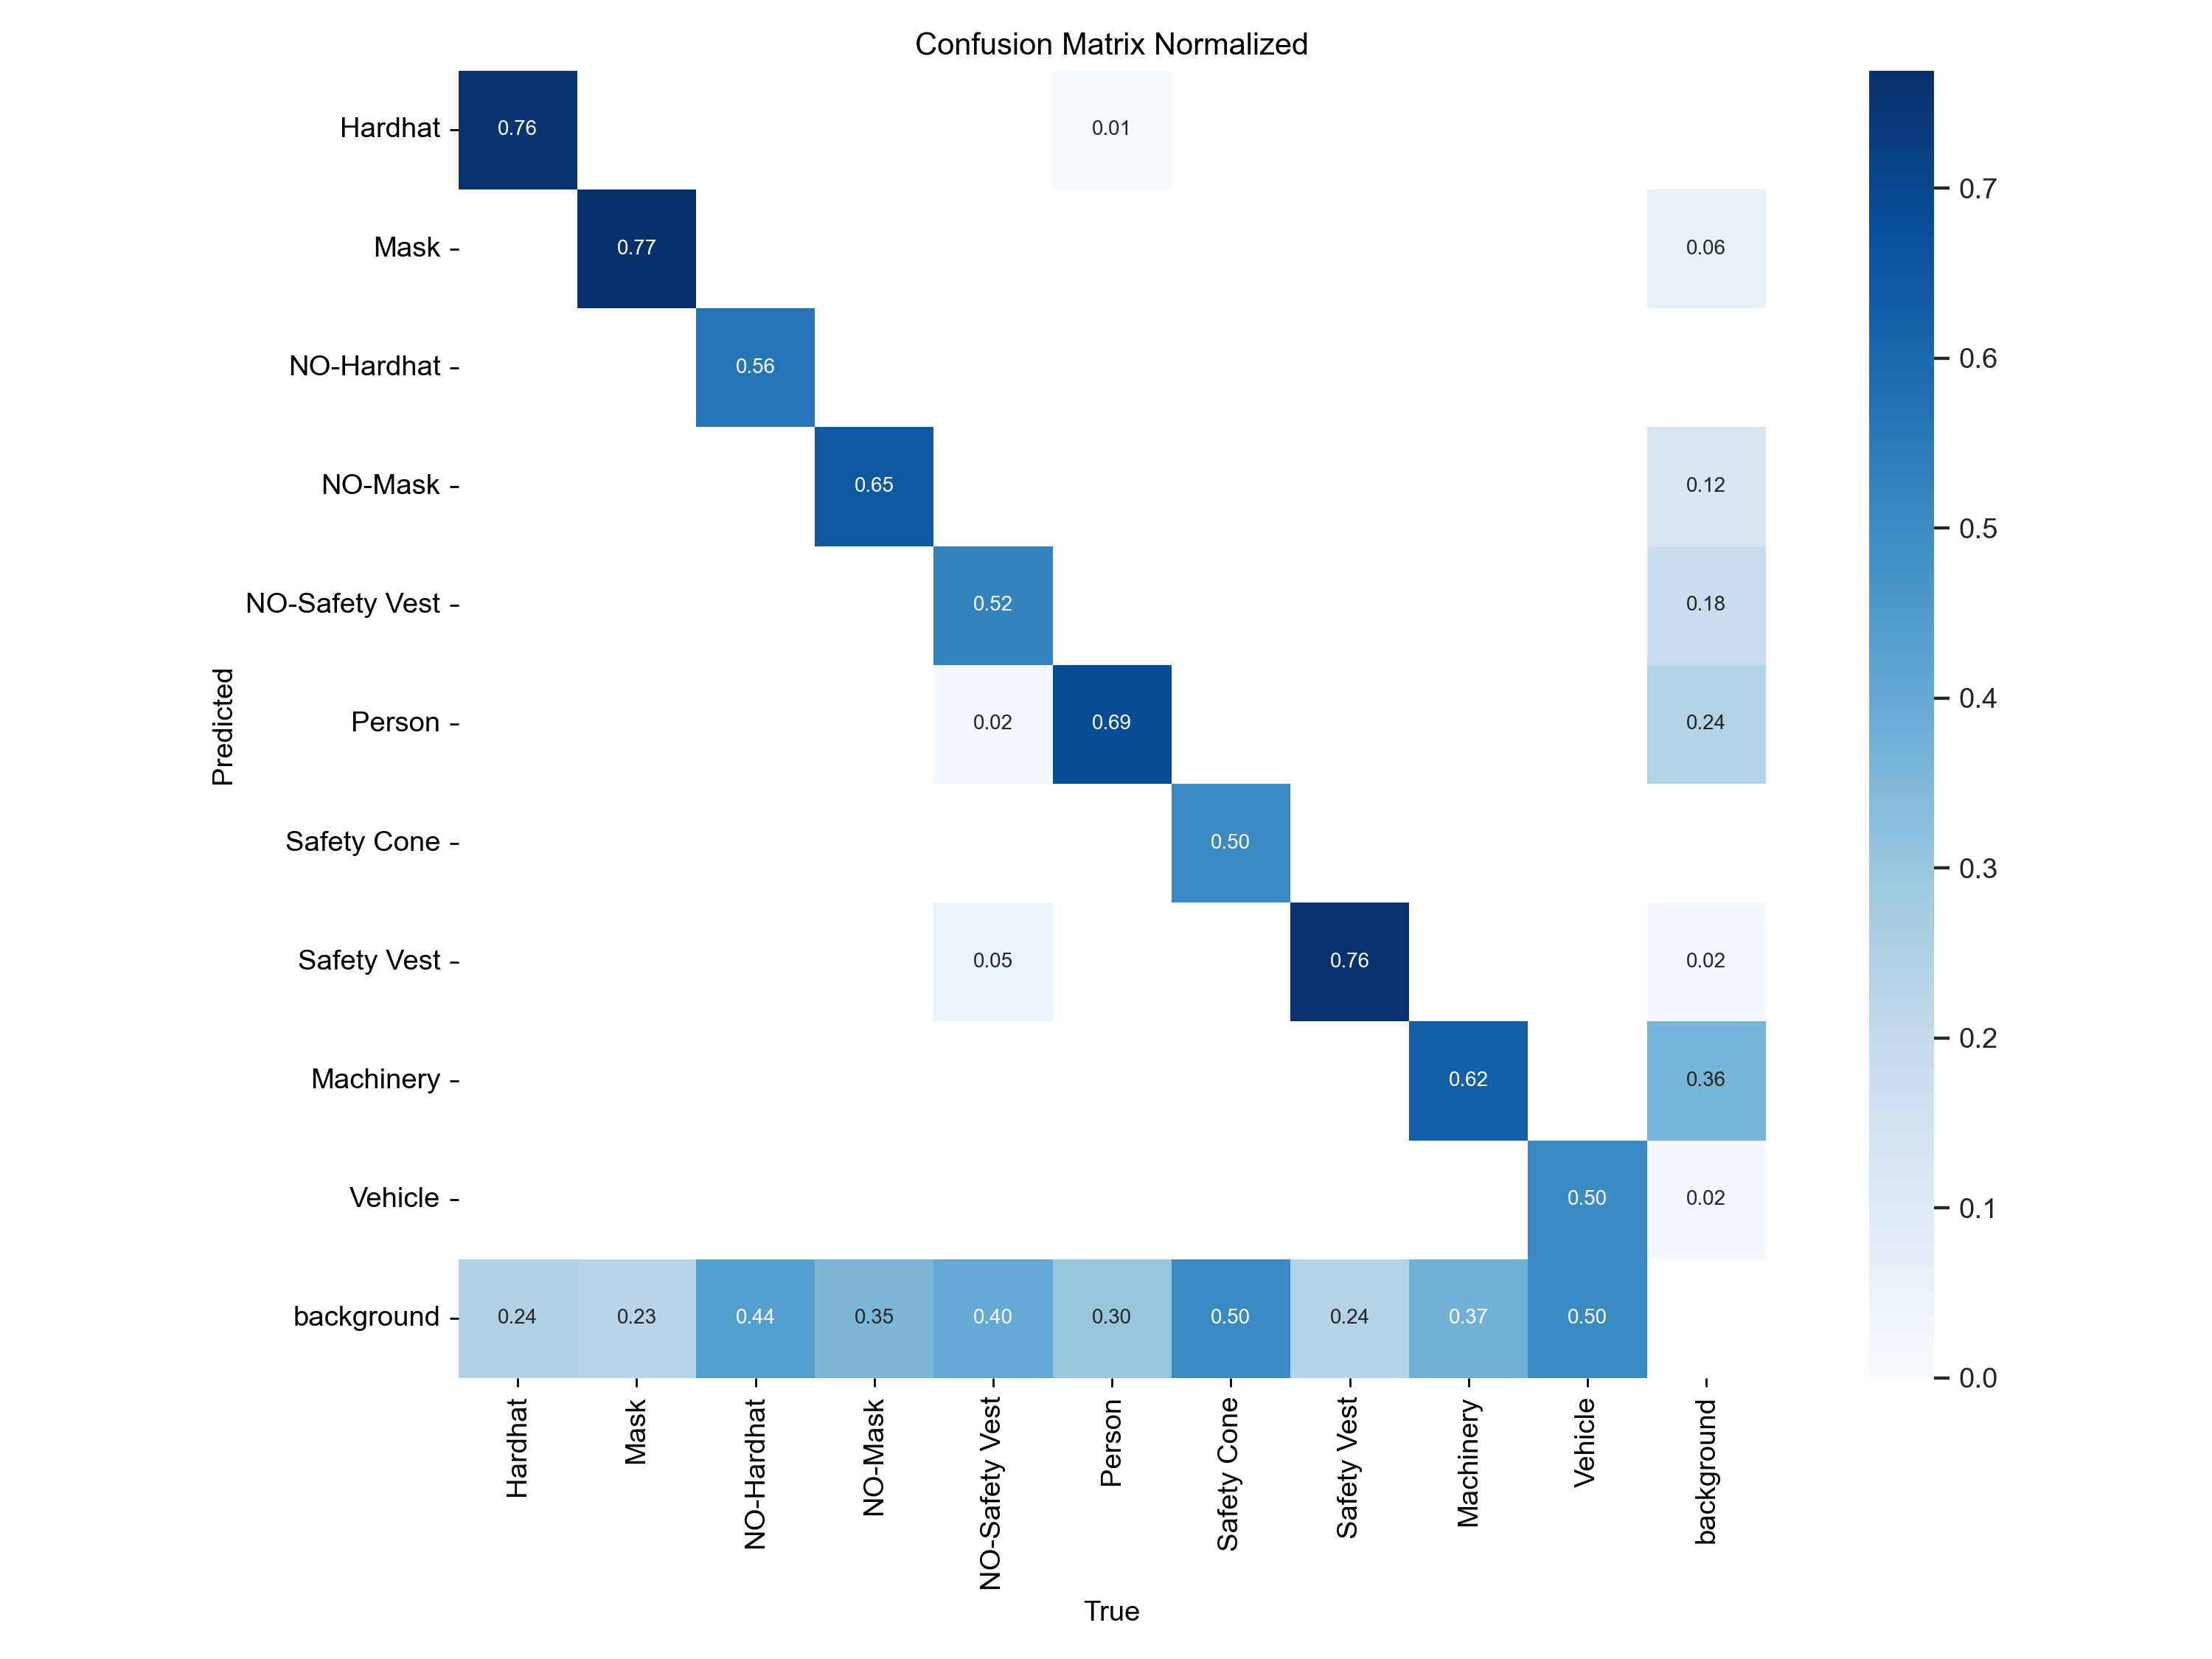 Confusion Matrix Normalized
Hardhat 0.76 0.01
0.7
Mask 0.77 0.06
0.6
NO-Hardhat 0.56
NO-Mask 0.65 0.12
0.5
NO-Safety Vest 0.52 0.18
0.4
Predicted
Person 0.02 0.69 0.24
Safety Cone 0.50
0.3
Safety Vest 0.05 0.76 0.02
0.2
Machinery 0.62 0.36
0.1
Vehicle 0.50 0.02
background 0.24 0.23 0.44 0.35 0.40 0.30 0.50 0.24 0.37 0.50
0.0
Hardhat
Mask
NO-Hardhat
NO-Mask
NO-Safety Vest
Person
Safety Cone
Safety Vest
Machinery
Vehicle
background
True